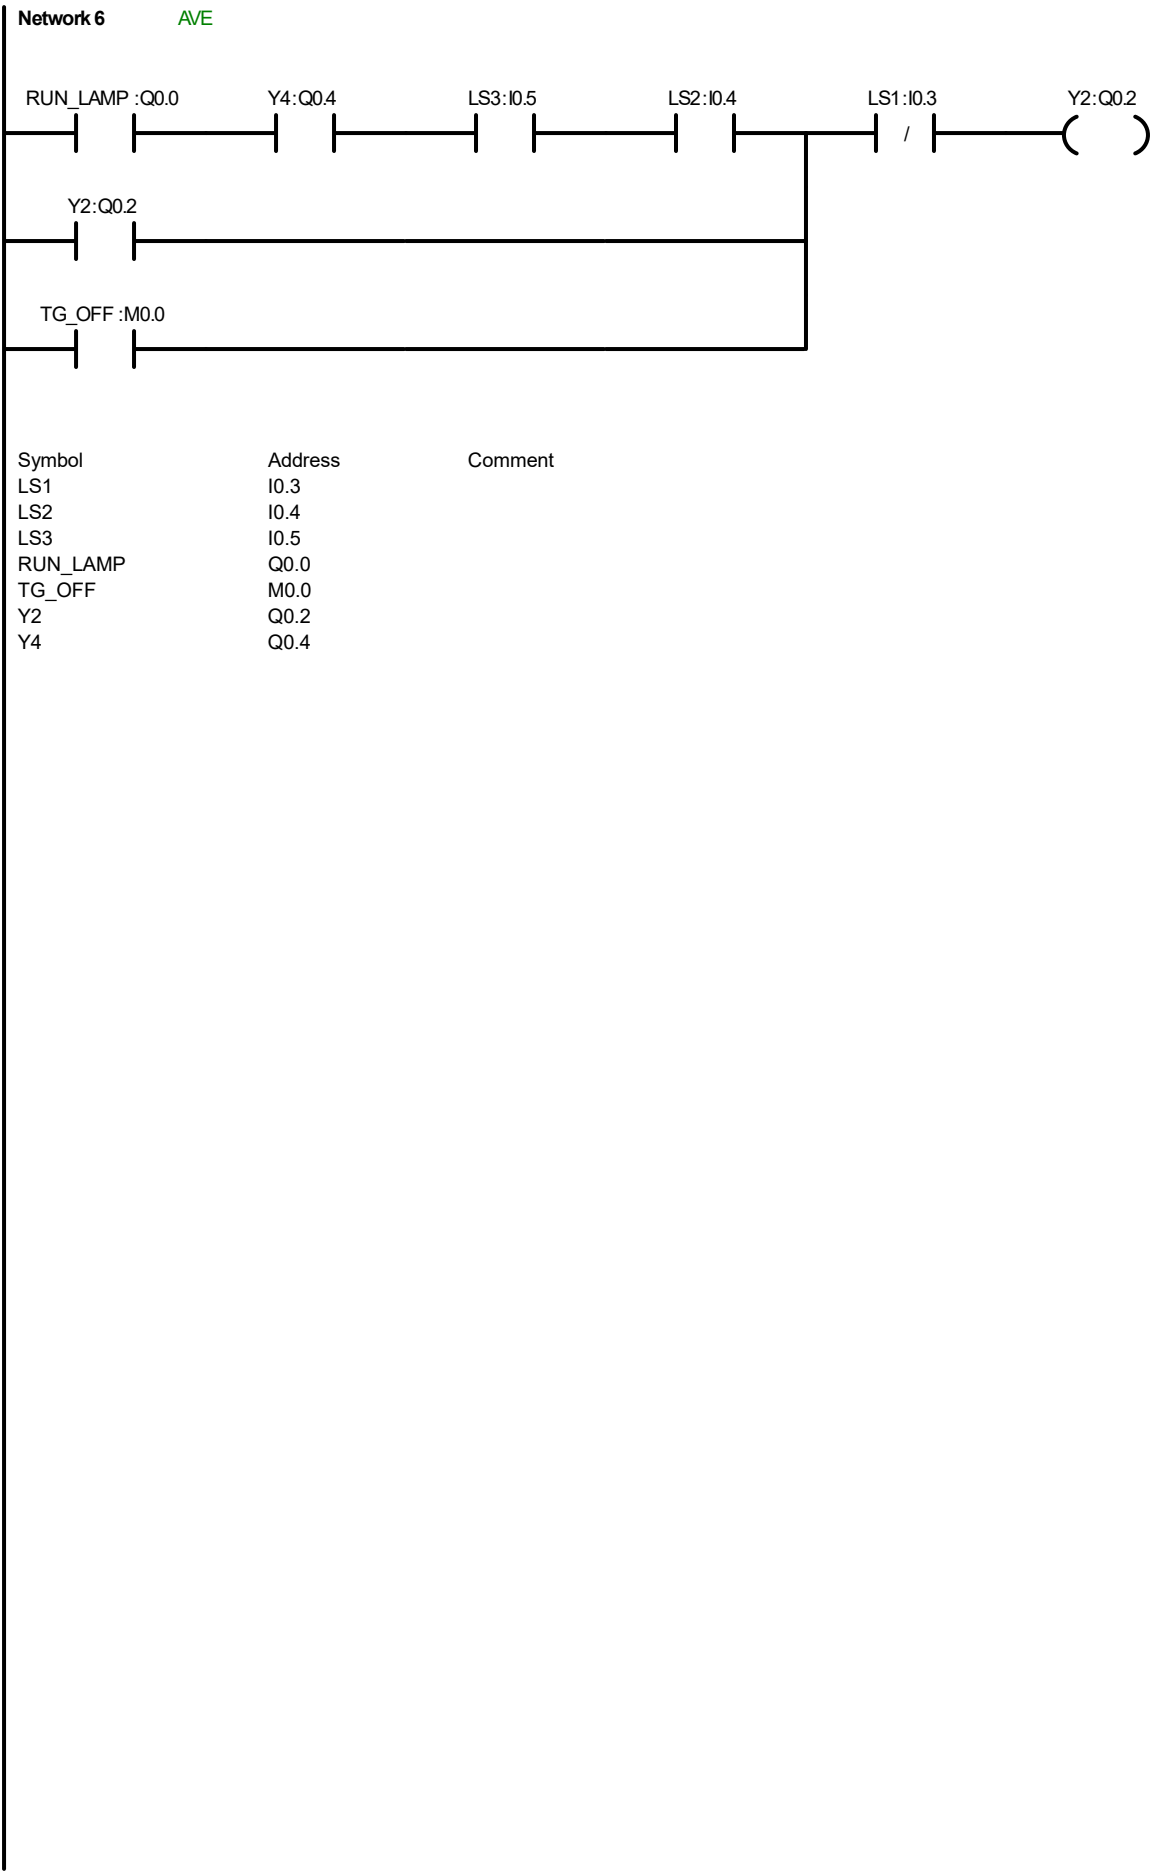 Network 6 AVE
RUN_LAMP :Q0.0 Y4:Q0.4 LS3:I0.5 LS2:I0.4 LS1:I0.3 Y2:Q0.2
/
Y2:Q0.2
TG_OFF :M0.0
Symbol Address Comment
LS1 I0.3
LS2 I0.4
LS3 I0.5
RUN_LAMP Q0.0
TG_OFF M0.0
Y2 Q0.2
Y4 Q0.4